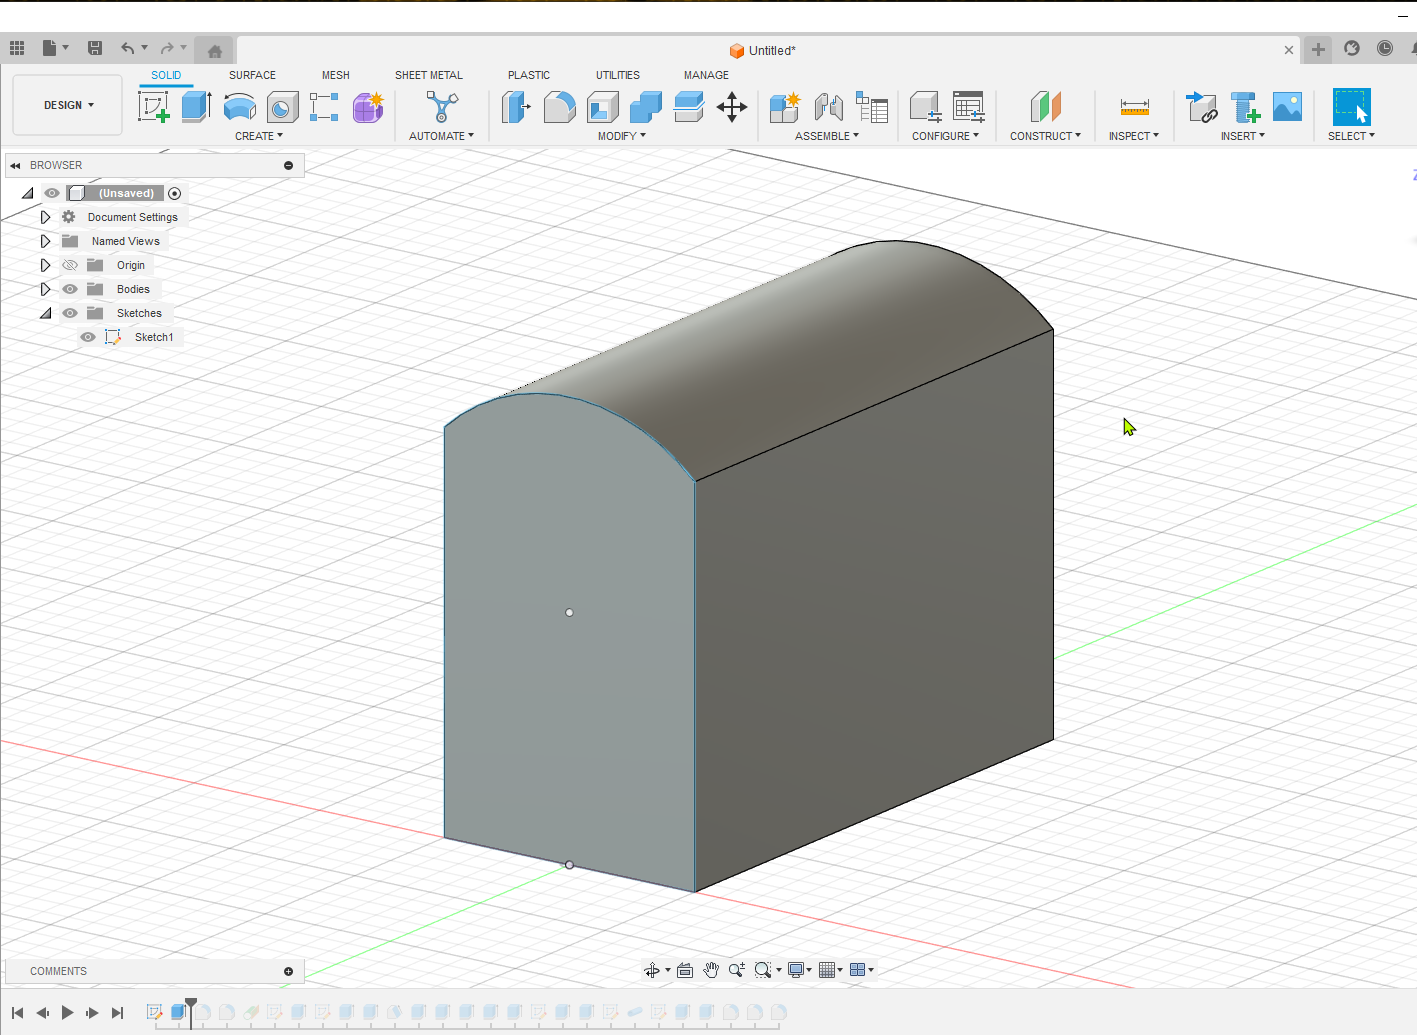 Untitled*
SOLID SURFACE MESH SHEET METAL PLASTIC UTILITIES MANAGE
DESIGN
CREATE AUTOMATE MODIFY ASSEMBLE CONFIGURE CONSTRUCT INSPECT INSERT SELECT
BROWSER
(Unsaved)
Document Settings
Named Views
Origin
Bodies
Sketches
Sketch1
COMMENTS